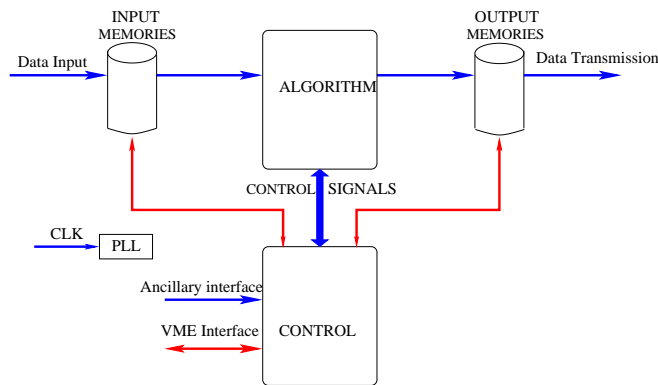 INPUT
MEMORIES
OUTPUT
MEMORIES
Data Input
ALGORITHM
Data Transmission
CONTROL SIGNALS
CLK
PLL
Ancillary interface
VME Interface
CONTROL